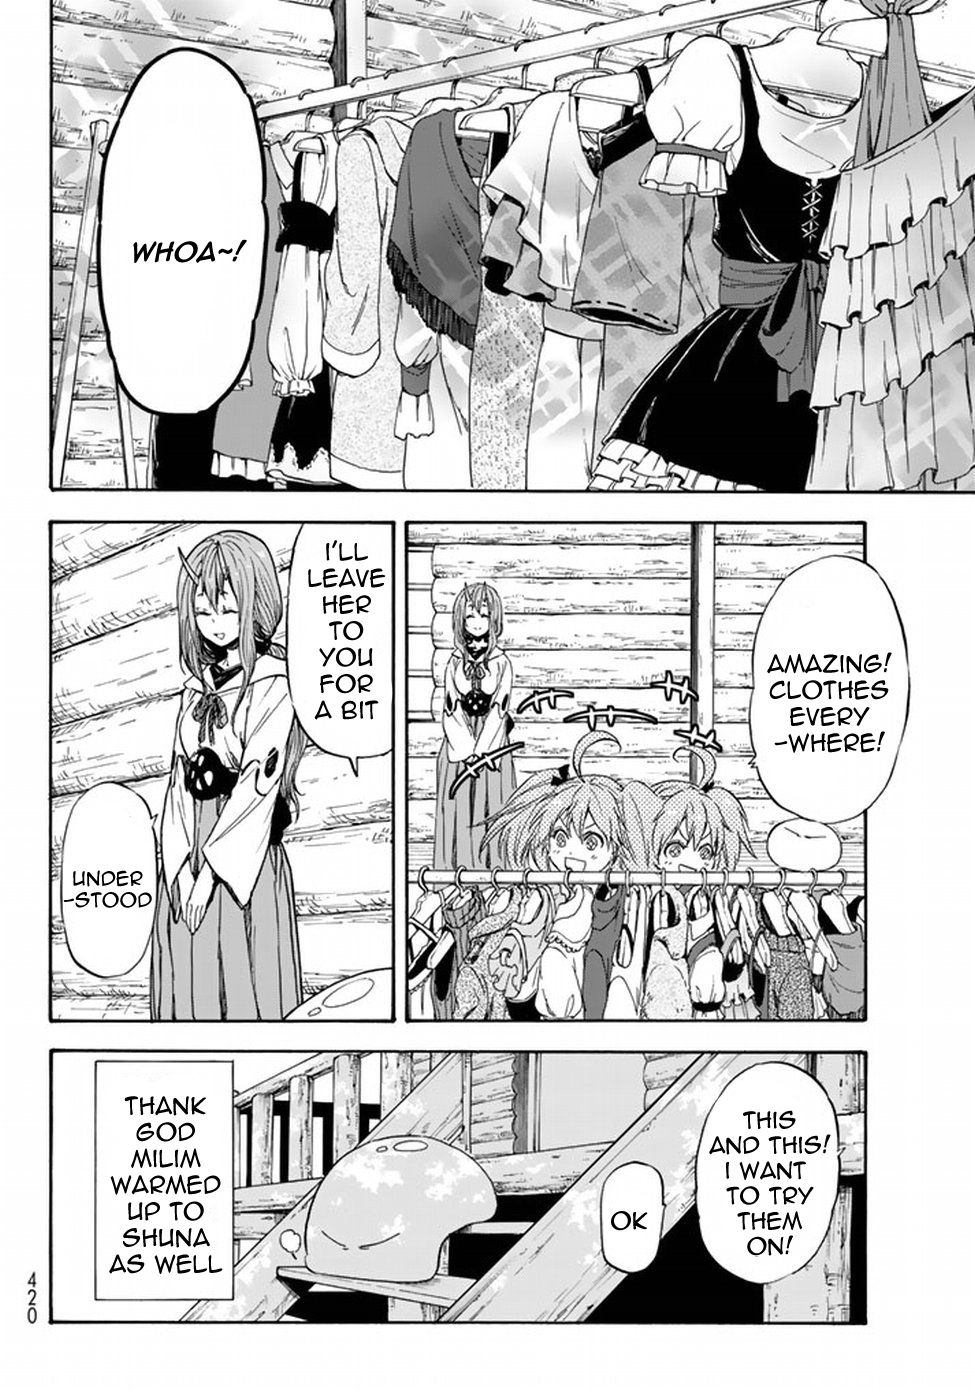 WHOA~!
AMAZING!
CLOTHES
EVERY
-WHERE!
I'LL
LEAVE
HER
TO
YOU
FOR
A BIT
UNDER
-STOOD
THIS
AND THIS!
I WANT
TO TRY
THEM
ON!
OK
THANK
GOD
MILIM
WARMED
UP TO
SHUNA
AS WELL
420